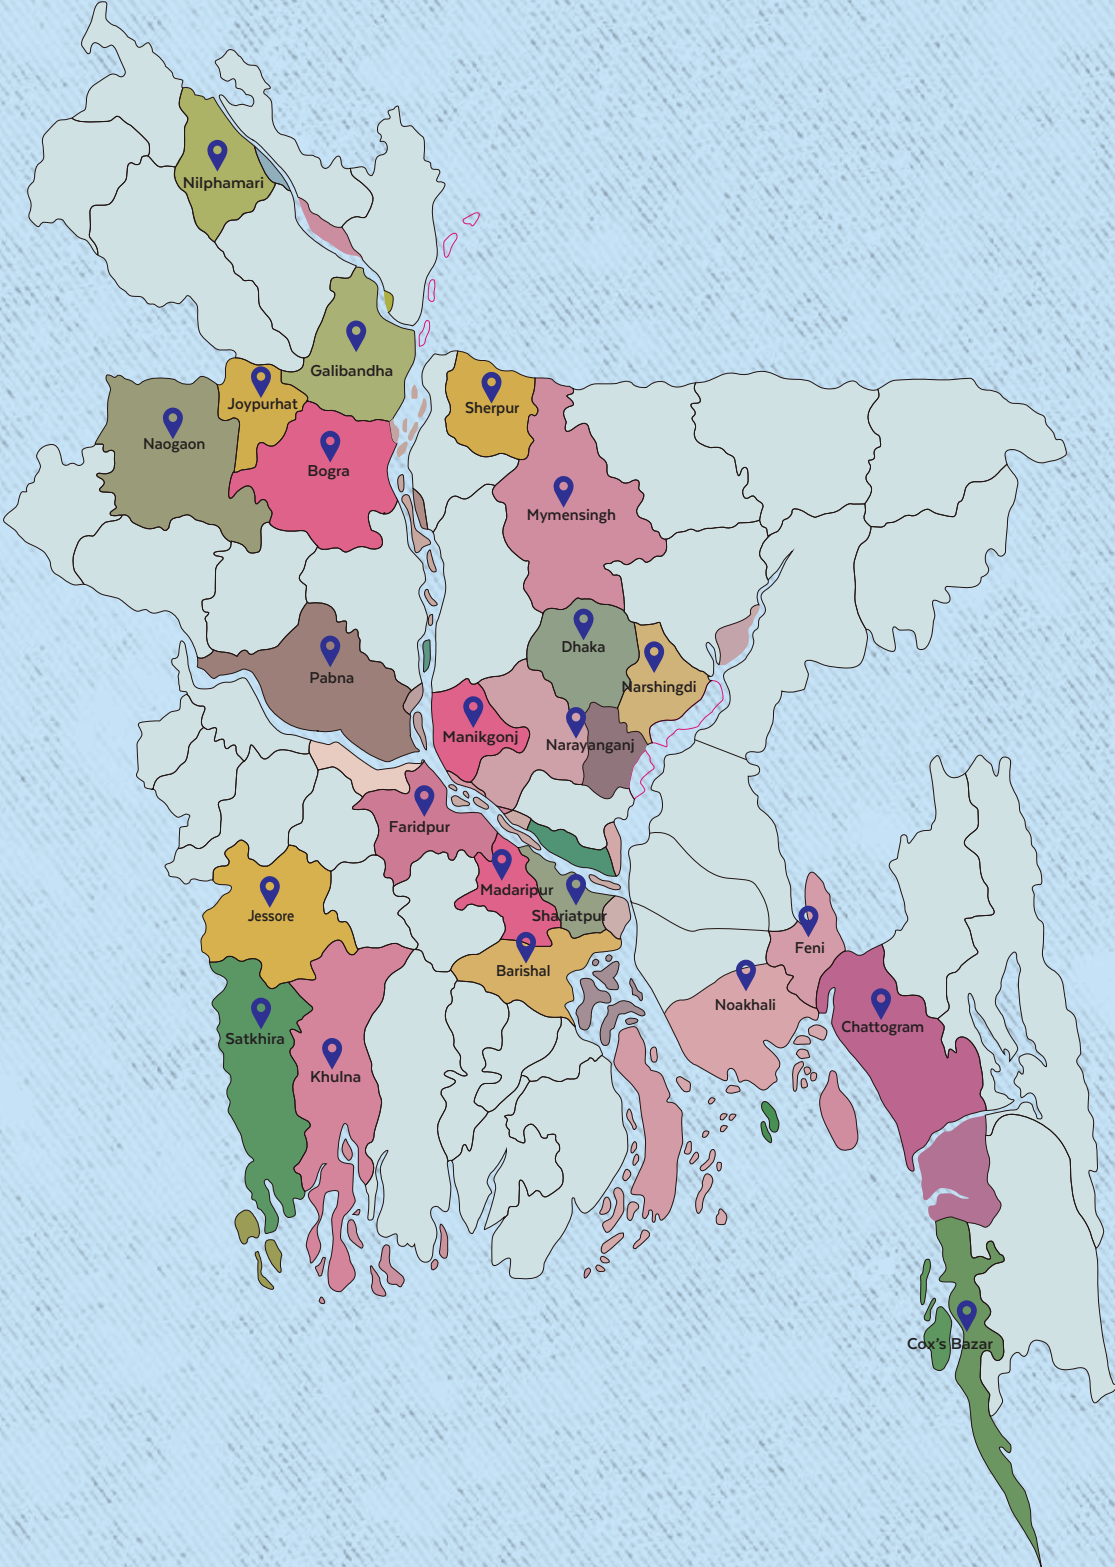 Nilphamari
Galibandha
Joypurhat
Sherpur
Naogaon
Bogra
Mymensingh
Dhaka
Pabna
Narshingdi
Manikgonj
Narayanganj
Faridpur
Madaripur
Jessore
Shariatpur
Feni
Barishal
Noakhali
Chattogram
Satkhira
Khulna
Cox's Bazar